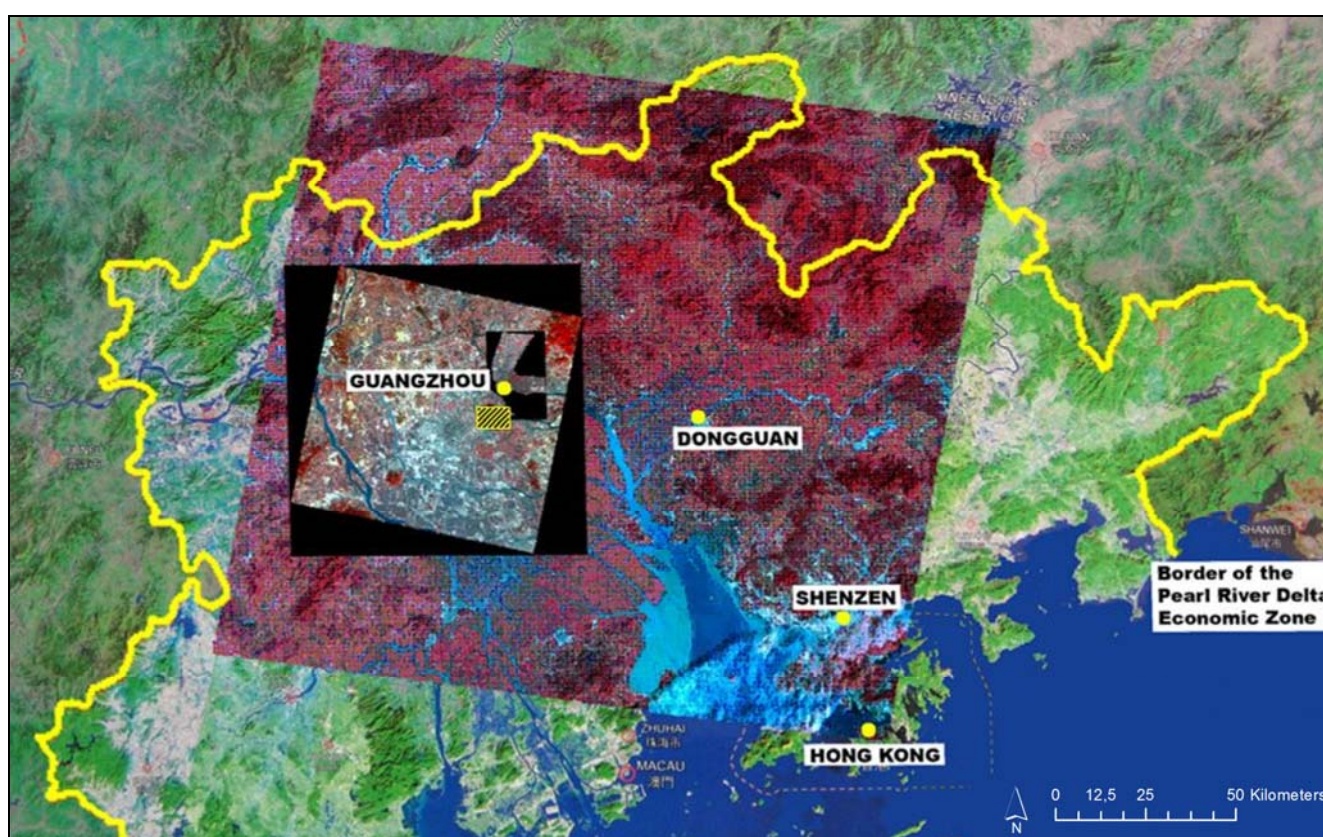 RESERVOIR
GUANGZHOU
DONGGUAN
SHANWEI
SHENZEN
Border of the
Pearl River Delta
Economic Zone
ZHUHAI
珠海市
MACAU
澳門
HONG KONG
0 12,5 25 50 Kilometers
N